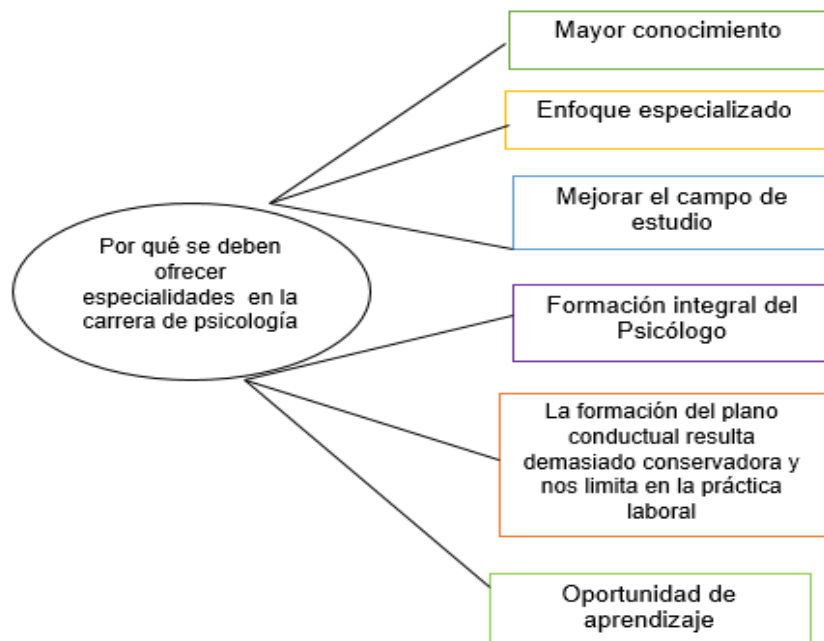 Mayor conocimiento
Enfoque especializado
Mejorar el campo de
estudio
Por qué se deben
ofrecer
especialidades en la
carrera de psicología
Formación integral del
Psicólogo
La formación del plano
conductual resulta
demasiado conservadora y
nos limita en la práctica
laboral
Oportunidad de
aprendizaje